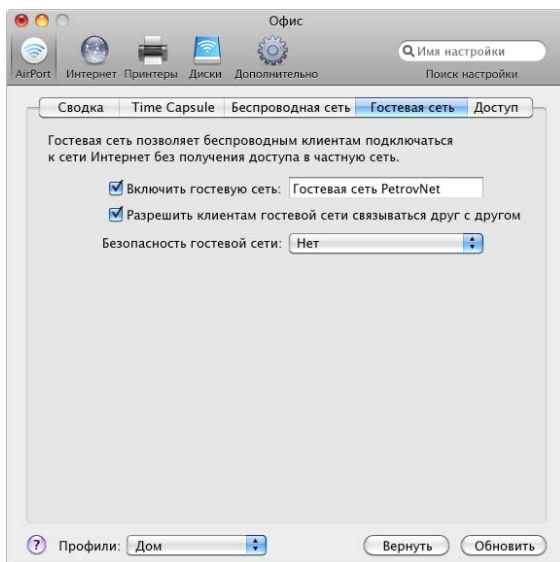 Офис
AirPort Интернет Принтеры Диски Дополнительно
Имя настройки
Поиск настройки
Сводка Time Capsule Беспроводная сеть Гостевая сеть Доступ
Гостевая сеть позволяет беспроводным клиентам подключаться
к сети Интернет без получения доступа в частную сеть.
Включить гостевую сеть: Гостевая сеть PetrovNet
Разрешить клиентам гостевой сети связываться друг с другом
Безопасность гостевой сети: Нет
? Профили: Дом Вернуть Обновить